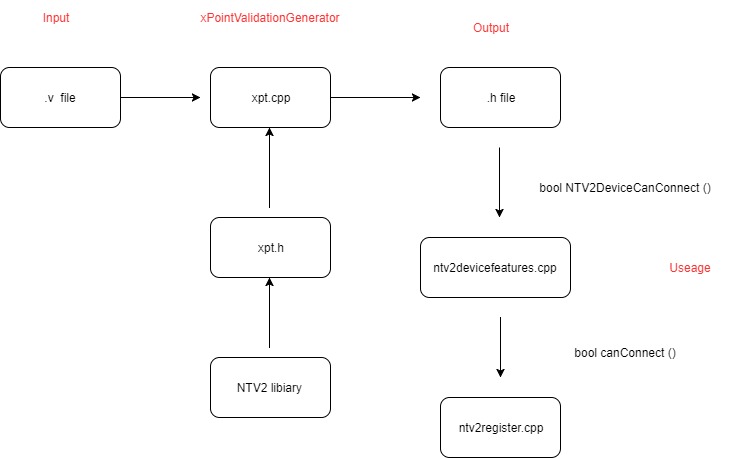 Input
xPointValidationGenerator
Output
.v file
xpt.cpp
.h file
bool NTV2DeviceCanConnect ()
xpt.h
ntv2devicefeatures.cpp
Useage
bool canConnect ()
NTV2 libiary
ntv2register.cpp